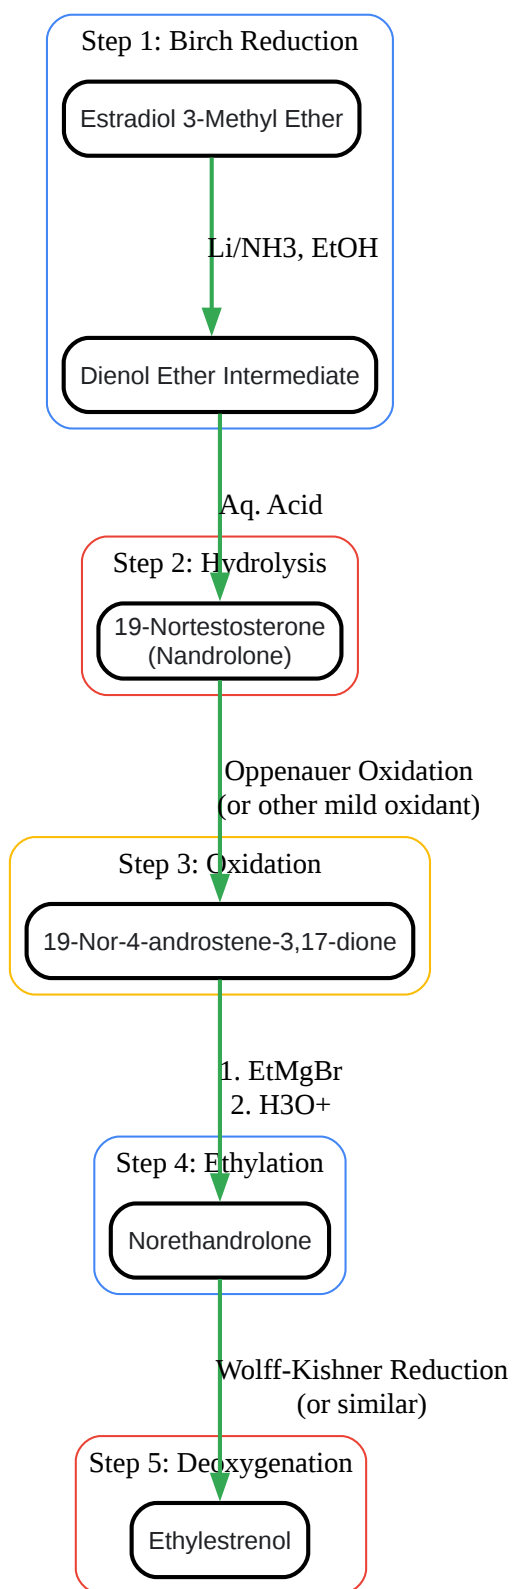 Step 1: Birch Reduction
Estradiol 3-Methyl Ether
Li/NH3, EtOH
Dienol Ether Intermediate
Aq. Acid
Step 2: Hydrolysis
19-Nortestosterone
(Nandrolone)
Oppenauer Oxidation
(or other mild oxidant)
Step 3: Oxidation
19-Nor-4-androstene-3,17-dione
1. EtMgBr
2. H3O+
Step 4: Ethylation
Norethandrolone
Wolff-Kishner Reduction
(or similar)
Step 5: Deoxygenation
Ethylestrenol